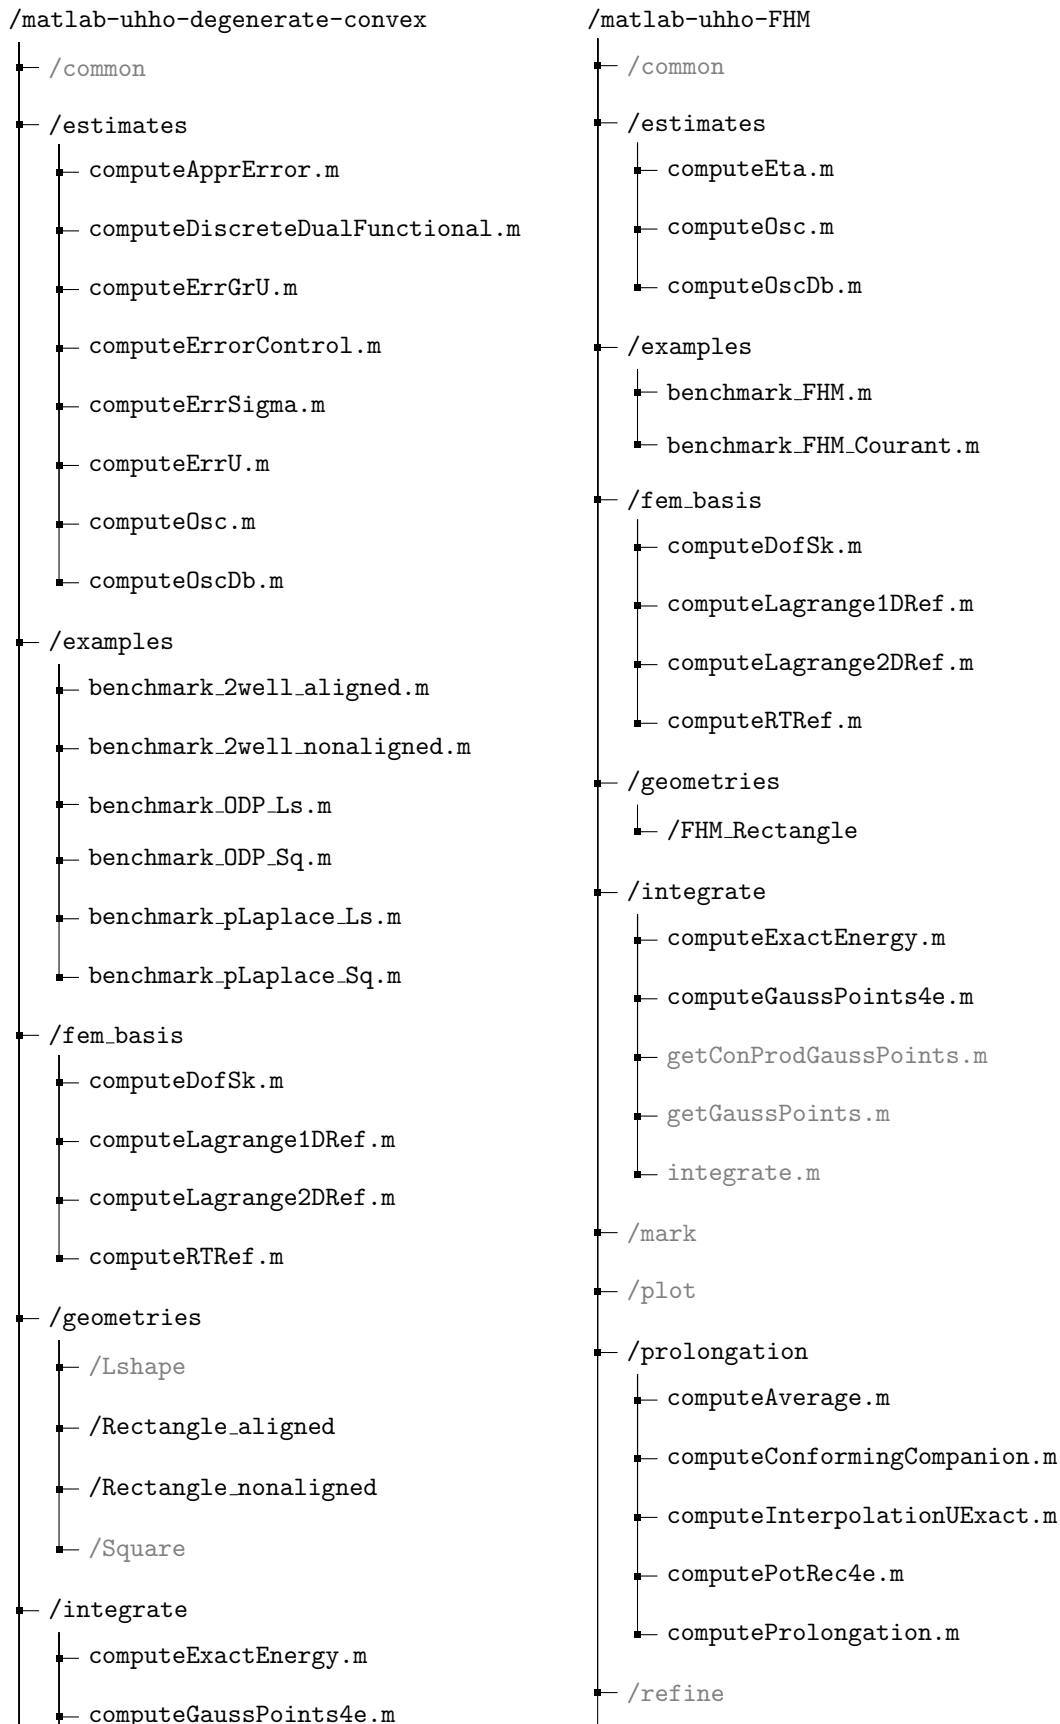 /matlab-uhho-degenerate-convex
/common
/estimates
computeApprError.m
computeDiscreteDualFunctional.m
computeErrGrU.m
computeErrorControl.m
computeErrSigma.m
computeErrU.m
computeOsc.m
computeOscDb.m
/examples
benchmark_2well_aligned.m
benchmark_2well_nonaligned.m
benchmark_ODP_Ls.m
benchmark_ODP_Sq.m
benchmark_pLaplace_Ls.m
benchmark_pLaplace_Sq.m
/fem_basis
computeDofSk.m
computeLagrange1DRef.m
computeLagrange2DRef.m
computeRTRef.m
/geometries
/Lshape
/Rectangle_aligned
/Rectangle_nonaligned
/Square
/integrate
computeExactEnergy.m
computeGaussPoints4e.m
/matlab-uhho-FHM
/common
/estimates
computeEta.m
computeOsc.m
computeOscDb.m
/examples
benchmark_FHM.m
benchmark_FHM_Courant.m
/fem_basis
computeDofSk.m
computeLagrange1DRef.m
computeLagrange2DRef.m
computeRTRef.m
/geometries
/FHM_Rectangle
/integrate
computeExactEnergy.m
computeGaussPoints4e.m
getConProdGaussPoints.m
getGaussPoints.m
integrate.m
/mark
/plot
/prolongation
computeAverage.m
computeConformingCompanion.m
computeInterpolationUExact.m
computePotRec4e.m
computeProlongation.m
/refine